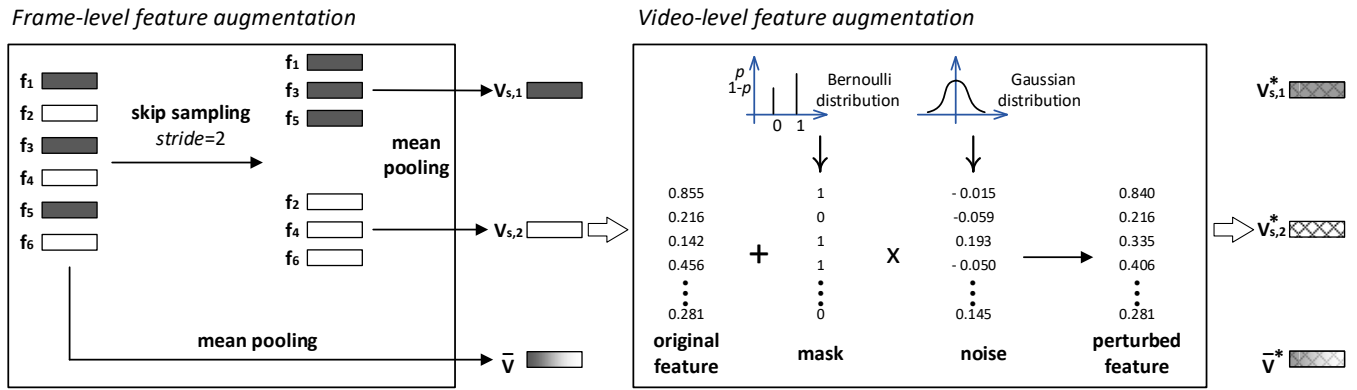 Frame-level feature augmentation
Video-level feature augmentation
f1
f2
f3
f4
f5
f6
skip sampling
stride=2
f1
f3
f5
f2
f4
f6
mean
pooling
mean pooling
Vs,1
Vs,2
V̅
p
1-p
0 1
Bernoulli
distribution
Gaussian
distribution
0.855 1 - 0.015 0.840
0.216 0 -0.059 0.216
0.142 1 0.193 0.335
0.456 + 1 x - 0.050 0.406
0.281 0 0.145 0.281
original
feature
mask
noise
perturbed
feature
V*s,1
V*s,2
V̅*